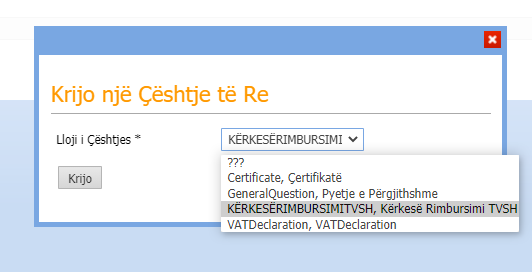 Krijo një Çështje të Re
Lloji i Çështjes *
KËRKESËRIMBURSIMI
???
Certificate, Çertifikatë
GeneralQuestion, Pyetje e Përgjithshme
KËRKESËRIMBURSIMITVSH, Kërkesë Rimbursimi TVSH
VATDeclaration, VATDeclaration
Krijo